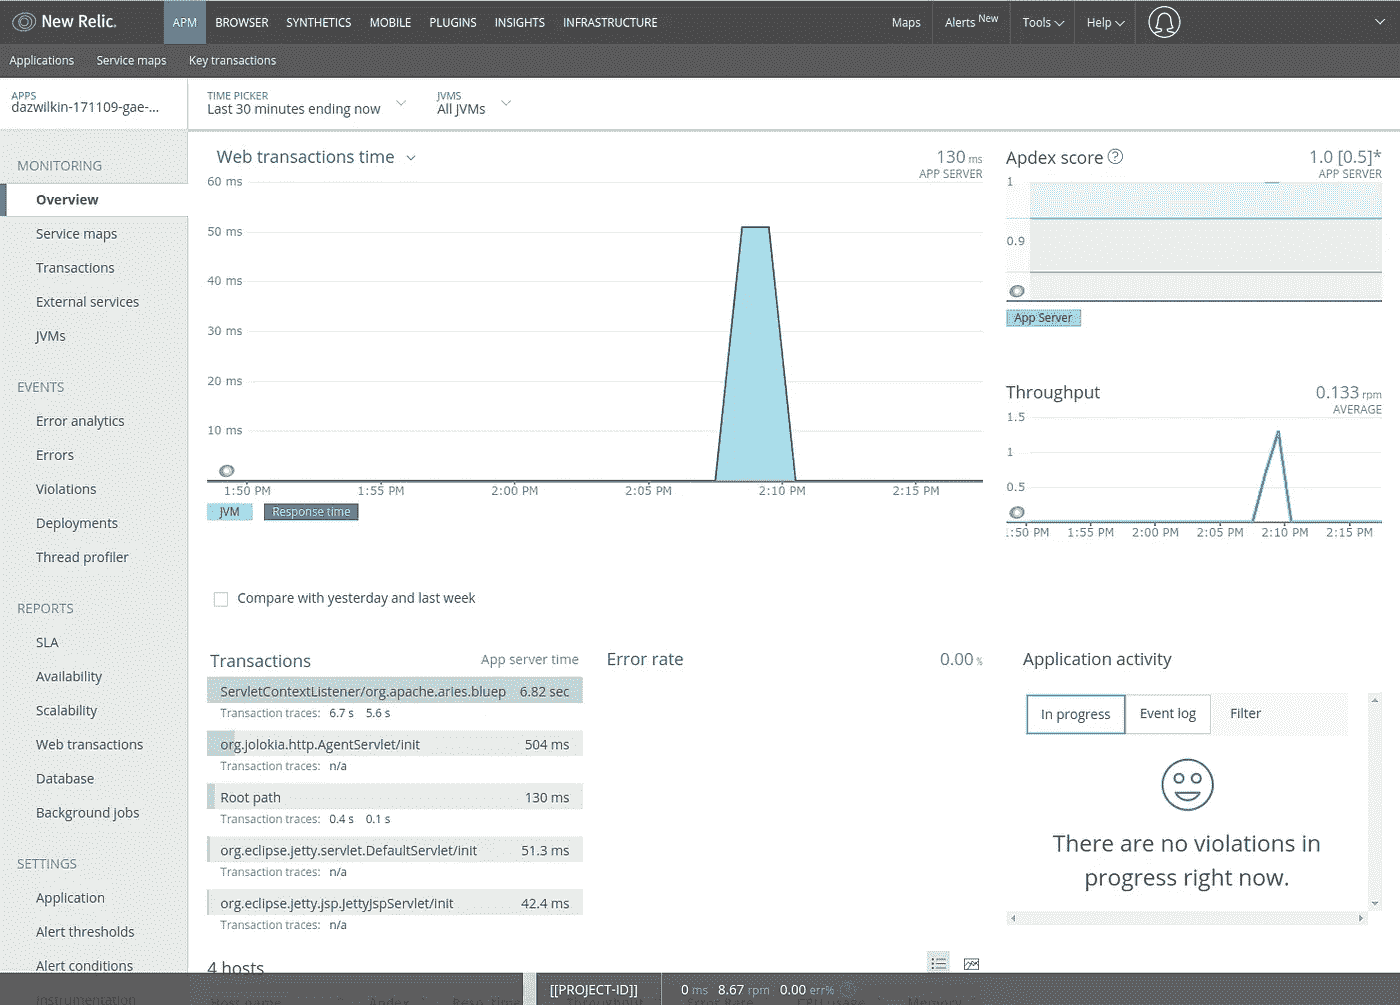 New Relic.
APM BROWSER SYNTHETICS MOBILE PLUGINS INSIGHTS INFRASTRUCTURE Maps Alerts New Tools Help
Applications Service maps Key transactions
APPS
dazwilkin-171109-gae-...
TIME PICKER
Last 30 minutes ending now
JVMS
All JVMs
MONITORING
Overview
Service maps
Transactions
External services
JVMs
EVENTS
Error analytics
Errors
Violations
Deployments
Thread profiler
REPORTS
SLA
Availability
Scalability
Web transactions
Database
Background jobs
SETTINGS
Application
Alert thresholds
Alert conditions
Instrumentation
Web transactions time
130 ms
APP SERVER
60 ms
50 ms
40 ms
30 ms
20 ms
10 ms
1:50 PM 1:55 PM 2:00 PM 2:05 PM 2:10 PM 2:15 PM
JVM Response time
Apdex score ?
1.0 [0.5]*
APP SERVER
1
0.9
App Server
Throughput
0.133 rpm
AVERAGE
1.5
1
0.5
1:50 PM 1:55 PM 2:00 PM 2:05 PM 2:10 PM 2:15 PM
Compare with yesterday and last week
Transactions App server time
ServletContextListener/org.apache.aries.bluep 6.82 sec
Transaction traces: 6.7 s 5.6 s
org.jolokia.http.AgentServlet/init 504 ms
Transaction traces: n/a
Root path 130 ms
Transaction traces: 0.4 s 0.1 s
org.eclipse.jetty.servlet.DefaultServlet/init 51.3 ms
Transaction traces: n/a
org.eclipse.jetty.jsp.JettyJspServlet/init 42.4 ms
Transaction traces: n/a
Error rate 0.00 %
Application activity
In progress Event log Filter
There are no violations in
progress right now.
4 hosts
Host name Apdex Resp. time Throughput Error Rate CPU usage Memory
[[PROJECT-ID]] 0 ms 8.67 rpm 0.00 err% ?